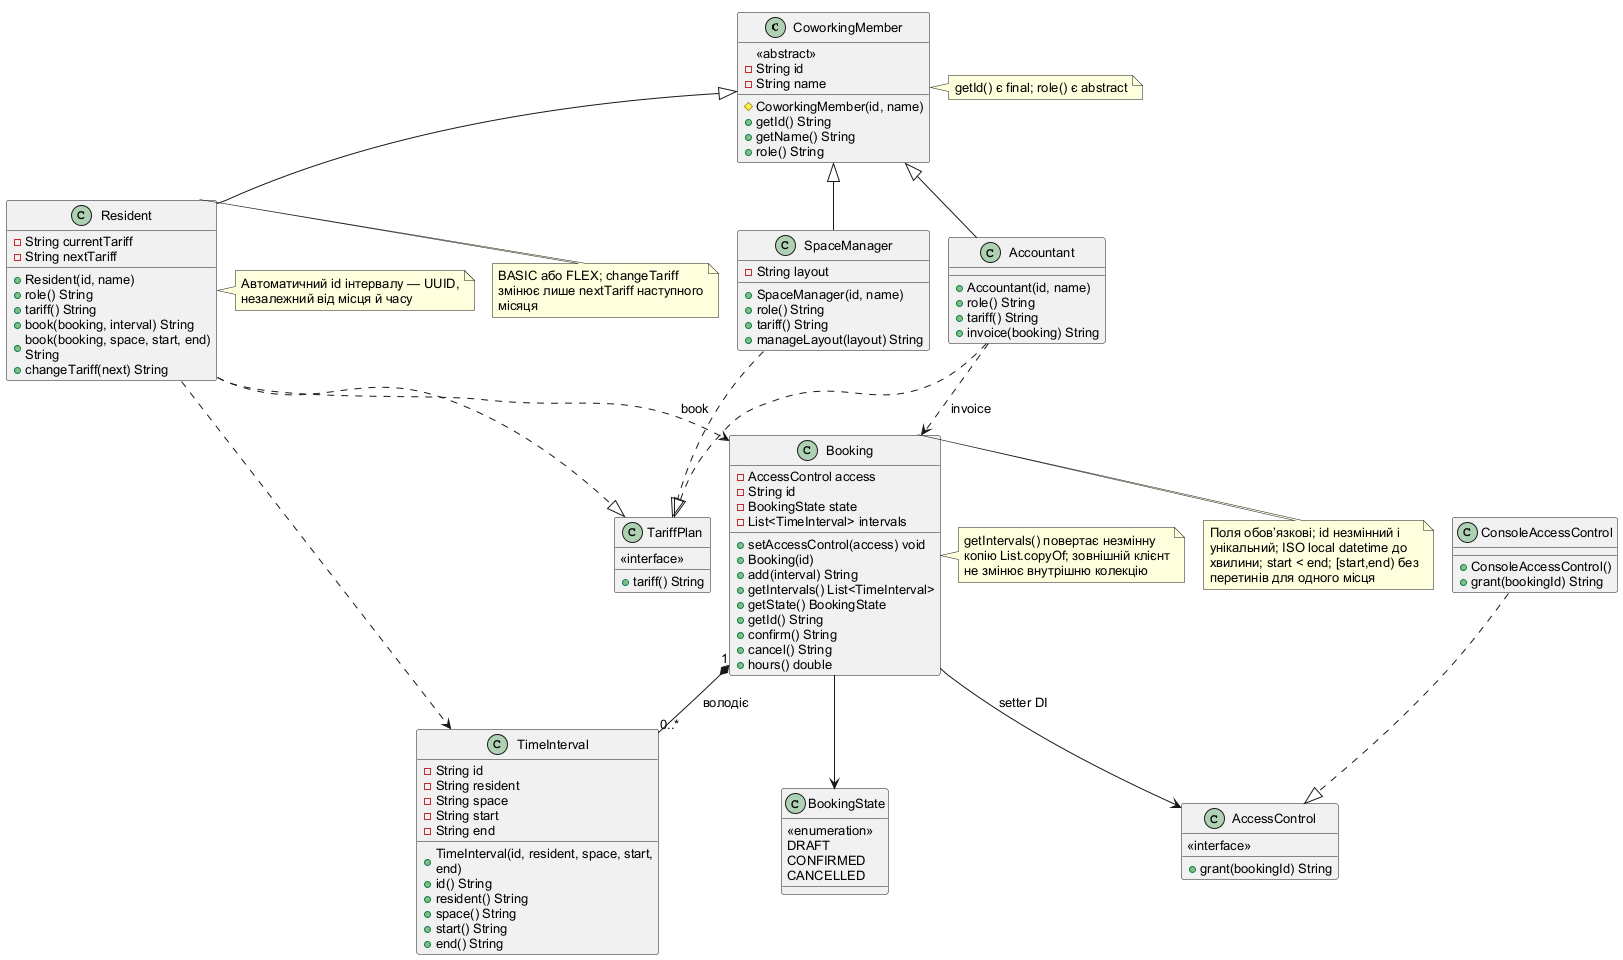 C CoworkingMember
«abstract»
String id
String name
CoworkingMember(id, name)
getId() String
getName() String
role() String
getId() є final; role() є abstract
C Resident
String currentTariff
String nextTariff
Resident(id, name)
role() String
tariff() String
book(booking, interval) String
book(booking, space, start, end)
String
changeTariff(next) String
Автоматичний id інтервалу — UUID,
незалежний від місця й часу
BASIC або FLEX; changeTariff
змінює лише nextTariff наступного
місяця
C SpaceManager
String layout
SpaceManager(id, name)
role() String
tariff() String
manageLayout(layout) String
C Accountant
Accountant(id, name)
role() String
tariff() String
invoice(booking) String
book
invoice
C TariffPlan
«interface»
tariff() String
C Booking
AccessControl access
String id
BookingState state
List<TimeInterval> intervals
setAccessControl(access) void
Booking(id)
add(interval) String
getIntervals() List<TimeInterval>
getState() BookingState
getId() String
confirm() String
cancel() String
hours() double
getIntervals() повертає незмінну
копію List.copyOf; зовнішній клієнт
не змінює внутрішню колекцію
Поля обов'язкові; id незмінний і
унікальний; ISO local datetime до
хвилини; start < end; [start,end) без
перетинів для одного місця
C ConsoleAccessControl
ConsoleAccessControl()
grant(bookingId) String
1
володіє
0..*
setter DI
C TimeInterval
String id
String resident
String space
String start
String end
TimeInterval(id, resident, space, start,
end)
id() String
resident() String
space() String
start() String
end() String
C BookingState
«enumeration»
DRAFT
CONFIRMED
CANCELLED
C AccessControl
«interface»
grant(bookingId) String